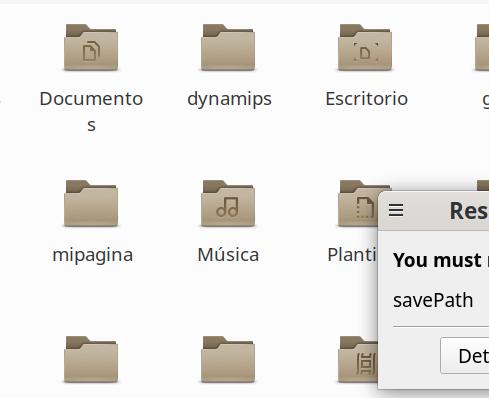 Documento
s
dynamips
Escritorio
mipagina
Música
Planti
Res
You must
savePath
Det